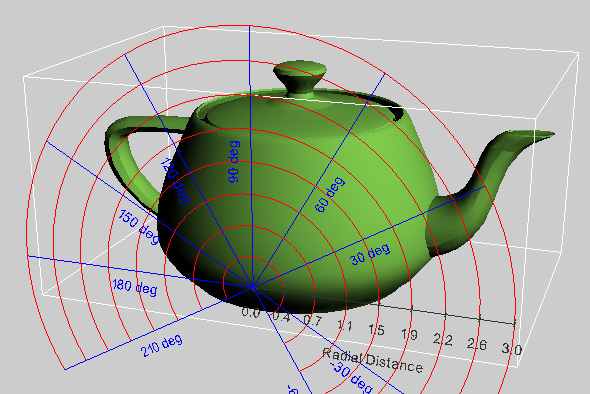 90 deg
120 deg
60 deg
150 deg
30 deg
180 deg
210 deg
0.0 0.4 0.7 1.1 1.5 1.9 2.2 2.6 3.0
Radial Distance
-30 deg